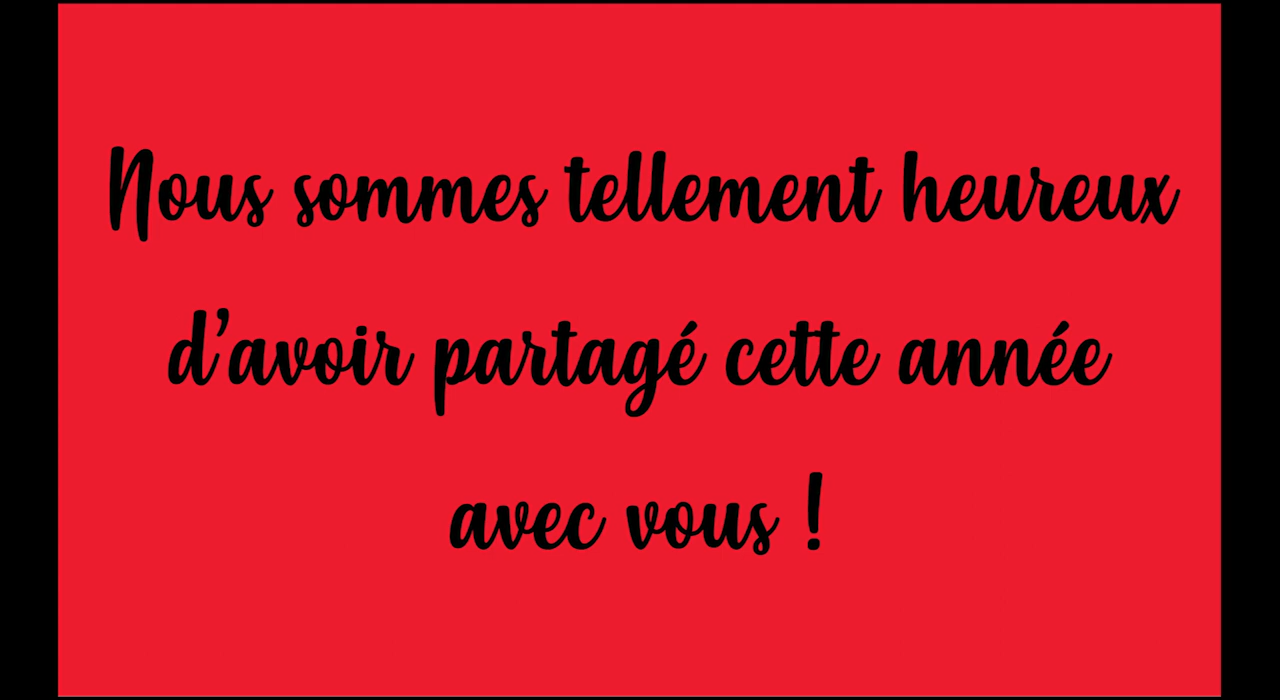 Nous sommes tellement heureux
d’avoir partagé cette année
avec vous !